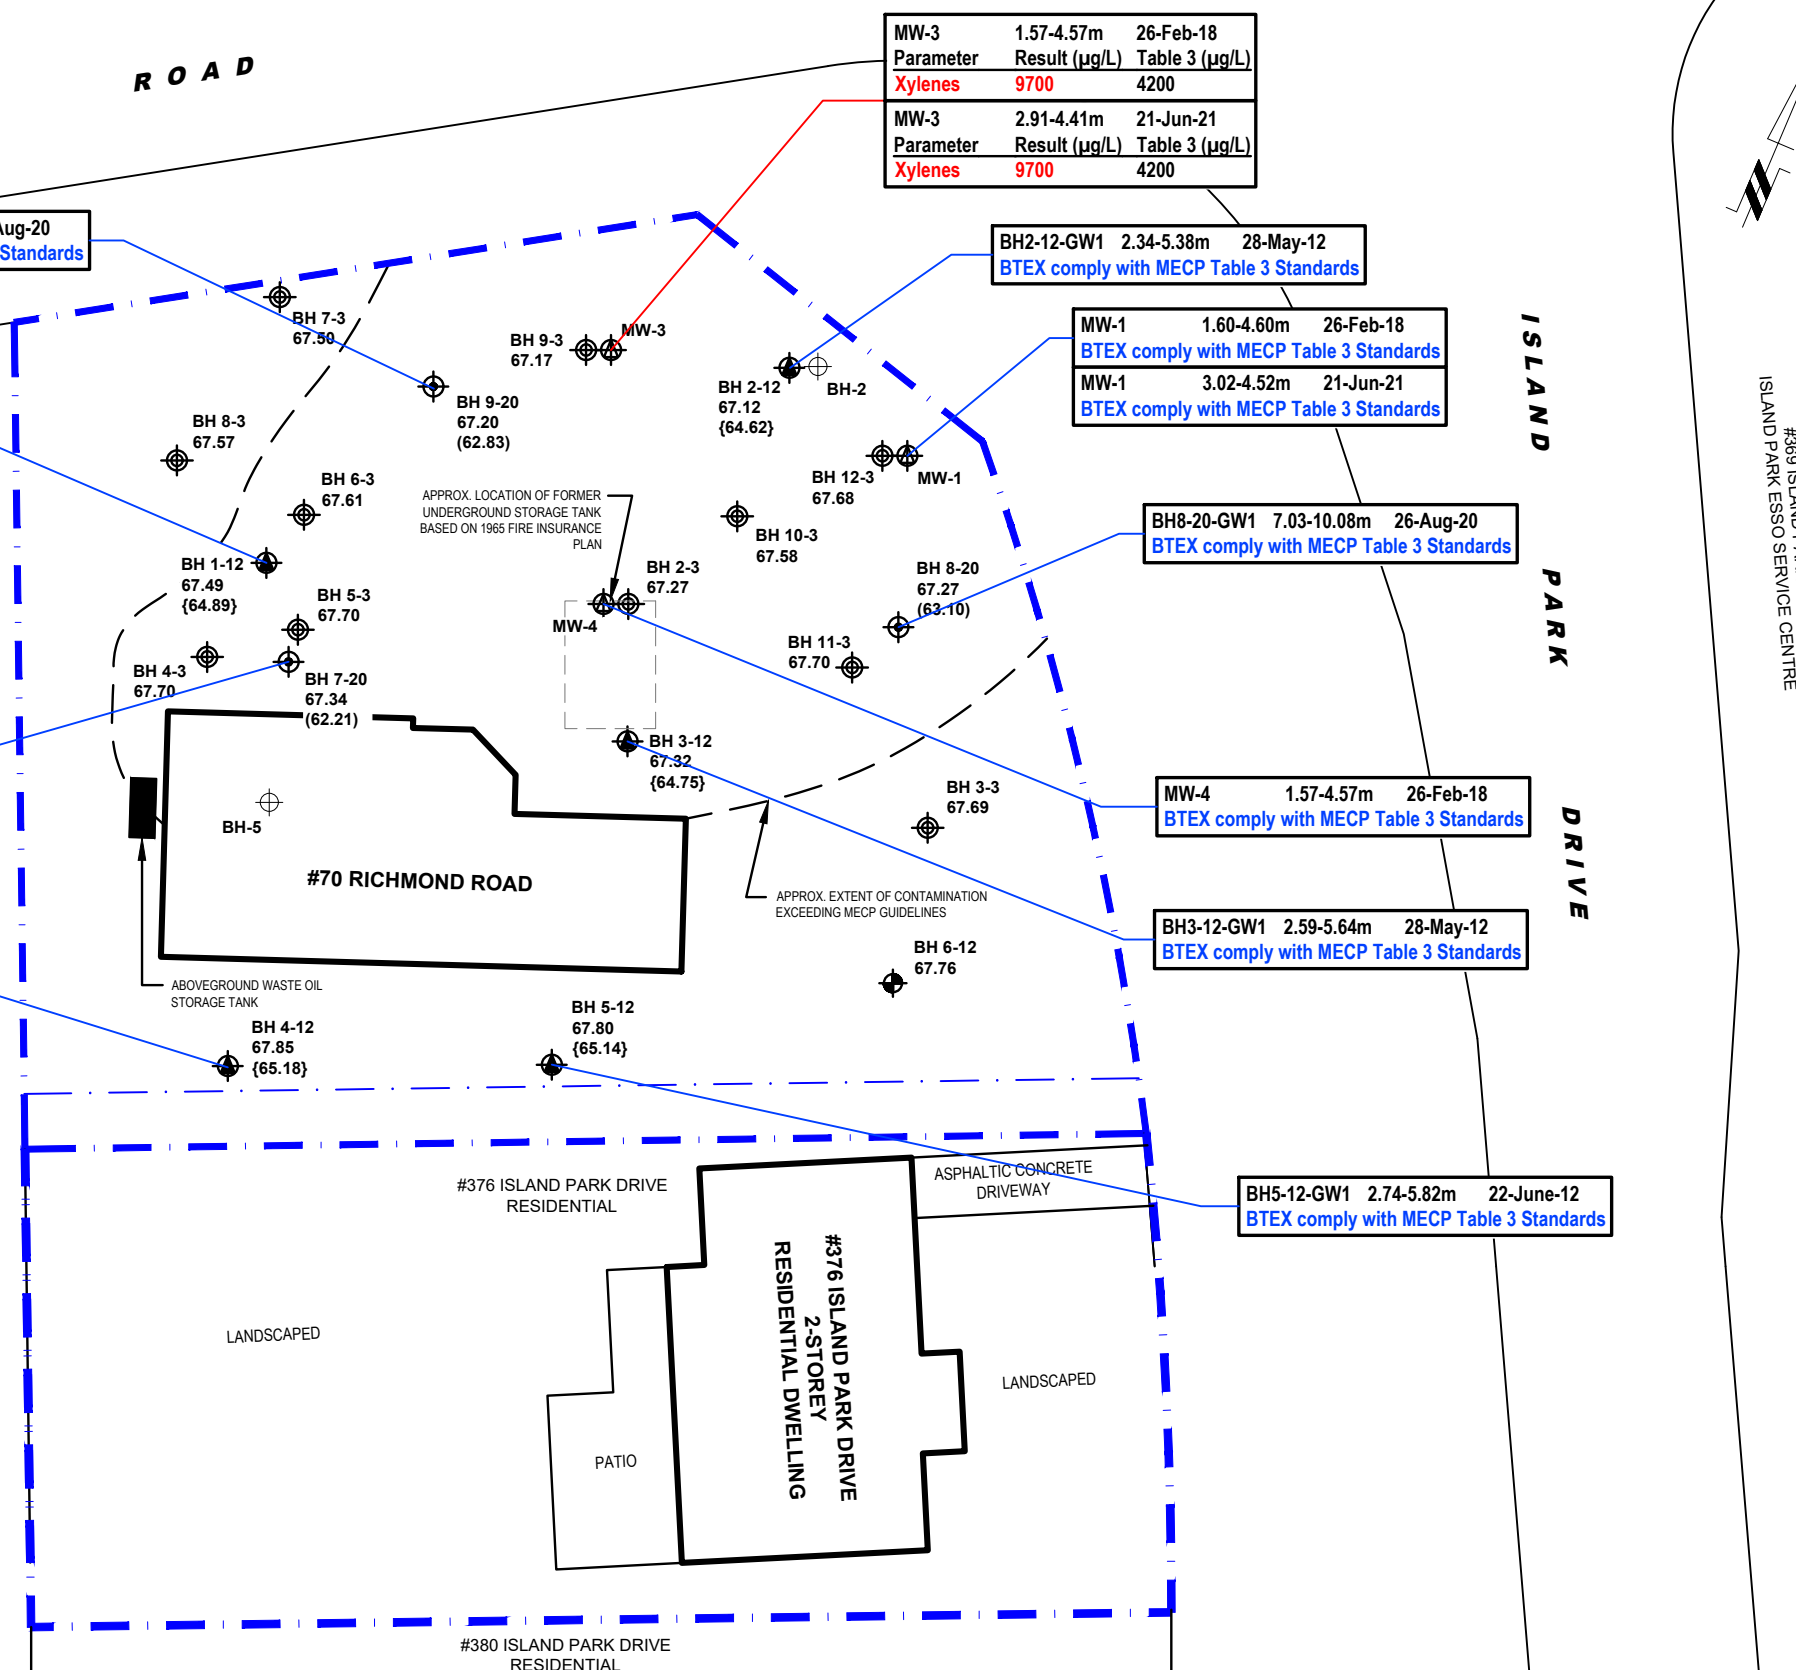 ROAD
MW-3 1.57-4.57m 26-Feb-18
Parameter Result (µg/L) Table 3 (µg/L)
Xylenes 9700 4200
MW-3 2.91-4.41m 21-Jun-21
Parameter Result (µg/L) Table 3 (µg/L)
Xylenes 9700 4200
Aug-20
Standards
BH2-12-GW1 2.34-5.38m 28-May-12
BTEX comply with MECP Table 3 Standards
MW-1 1.60-4.60m 26-Feb-18
BTEX comply with MECP Table 3 Standards
MW-1 3.02-4.52m 21-Jun-21
BTEX comply with MECP Table 3 Standards
BH 7-3
67.50
BH 9-3
67.17
MW-3
BH 9-20
67.20
(62.83)
BH 2-12
67.12
{64.62}
BH-2
BH 8-3
67.57
BH 6-3
67.61
BH 12-3
67.68
MW-1
APPROX. LOCATION OF FORMER
UNDERGROUND STORAGE TANK
BASED ON 1965 FIRE INSURANCE
PLAN
BH 10-3
67.58
BH8-20-GW1 7.03-10.08m 26-Aug-20
BTEX comply with MECP Table 3 Standards
BH 1-12
67.49
{64.89}
BH 5-3
67.70
BH 2-3
67.27
MW-4
BH 8-20
67.27
(63.10)
BH 11-3
67.70
BH 4-3
67.70
BH 7-20
67.34
(62.21)
BH 3-12
67.32
{64.75}
BH 3-3
67.69
MW-4 1.57-4.57m 26-Feb-18
BTEX comply with MECP Table 3 Standards
BH-5
#70 RICHMOND ROAD
APPROX. EXTENT OF CONTAMINATION
EXCEEDING MECP GUIDELINES
BH3-12-GW1 2.59-5.64m 28-May-12
BTEX comply with MECP Table 3 Standards
BH 6-12
67.76
ABOVEGROUND WASTE OIL
STORAGE TANK
BH 4-12
67.85
{65.18}
BH 5-12
67.80
{65.14}
ISLAND PARK DRIVE
#369 ISLAND
ISLAND PARK ESSO SERVICE CENTRE
#376 ISLAND PARK DRIVE
RESIDENTIAL
ASPHALTIC CONCRETE
DRIVEWAY
BH5-12-GW1 2.74-5.82m 22-June-12
BTEX comply with MECP Table 3 Standards
#376 ISLAND PARK DRIVE
2-STOREY
RESIDENTIAL DWELLING
LANDSCAPED
LANDSCAPED
PATIO
#380 ISLAND PARK DRIVE
RESIDENTIAL